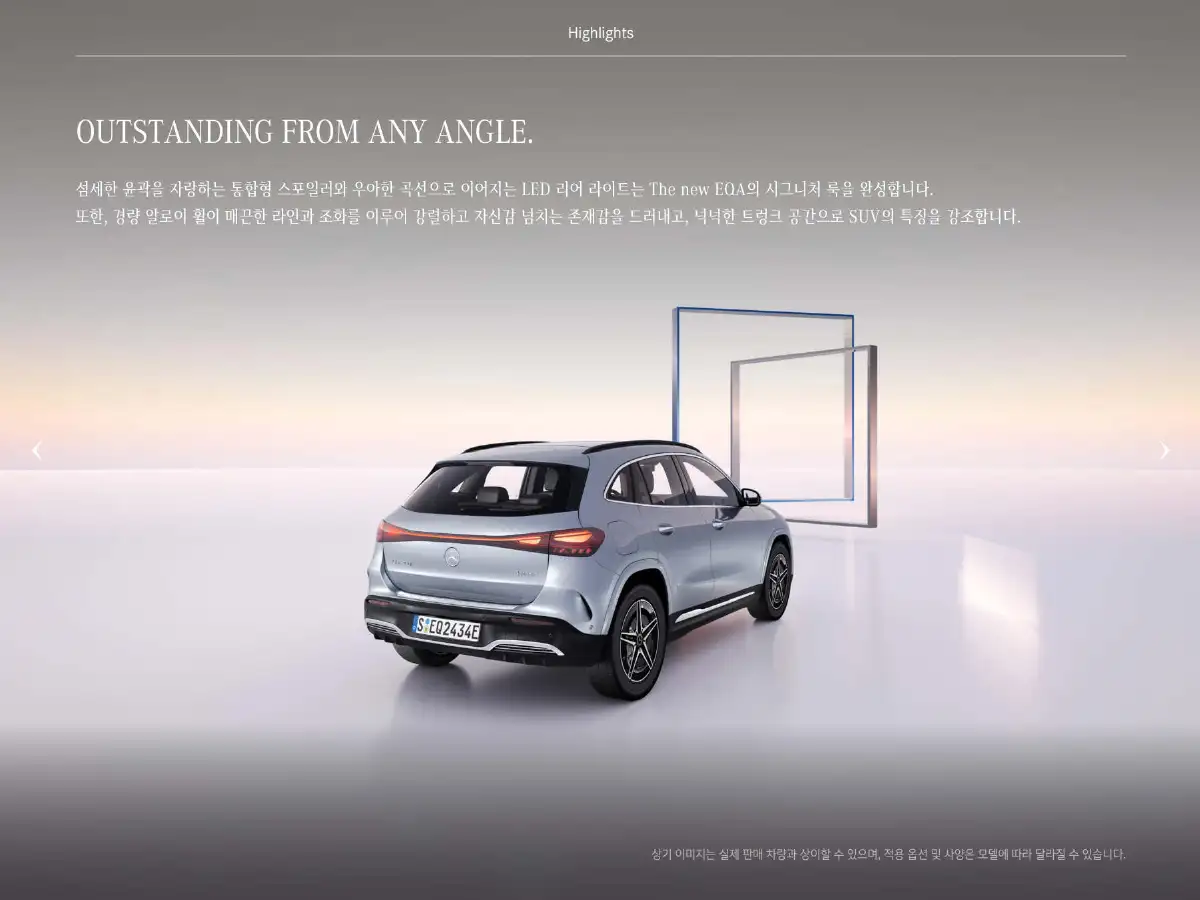 Highlights
OUTSTANDING FROM ANY ANGLE.
섬세한 윤곽을 자랑하는 통합형 스포일러와 우아한 곡선으로 이어지는 LED 리어 라이트는 The new EQA의 시그니처 룩을 완성합니다.
또한, 경량 알로이 휠이 매끈한 라인과 조화를 이루어 강렬하고 자신감 넘치는 존재감을 드러내고, 넉넉한 트렁크 공간으로 SUV의 특징을 강조합니다.
S EQ2434E
상기 이미지는 실제 판매 차량과 상이할 수 있으며, 적용 옵션 및 사양은 모델에 따라 달라질 수 있습니다.